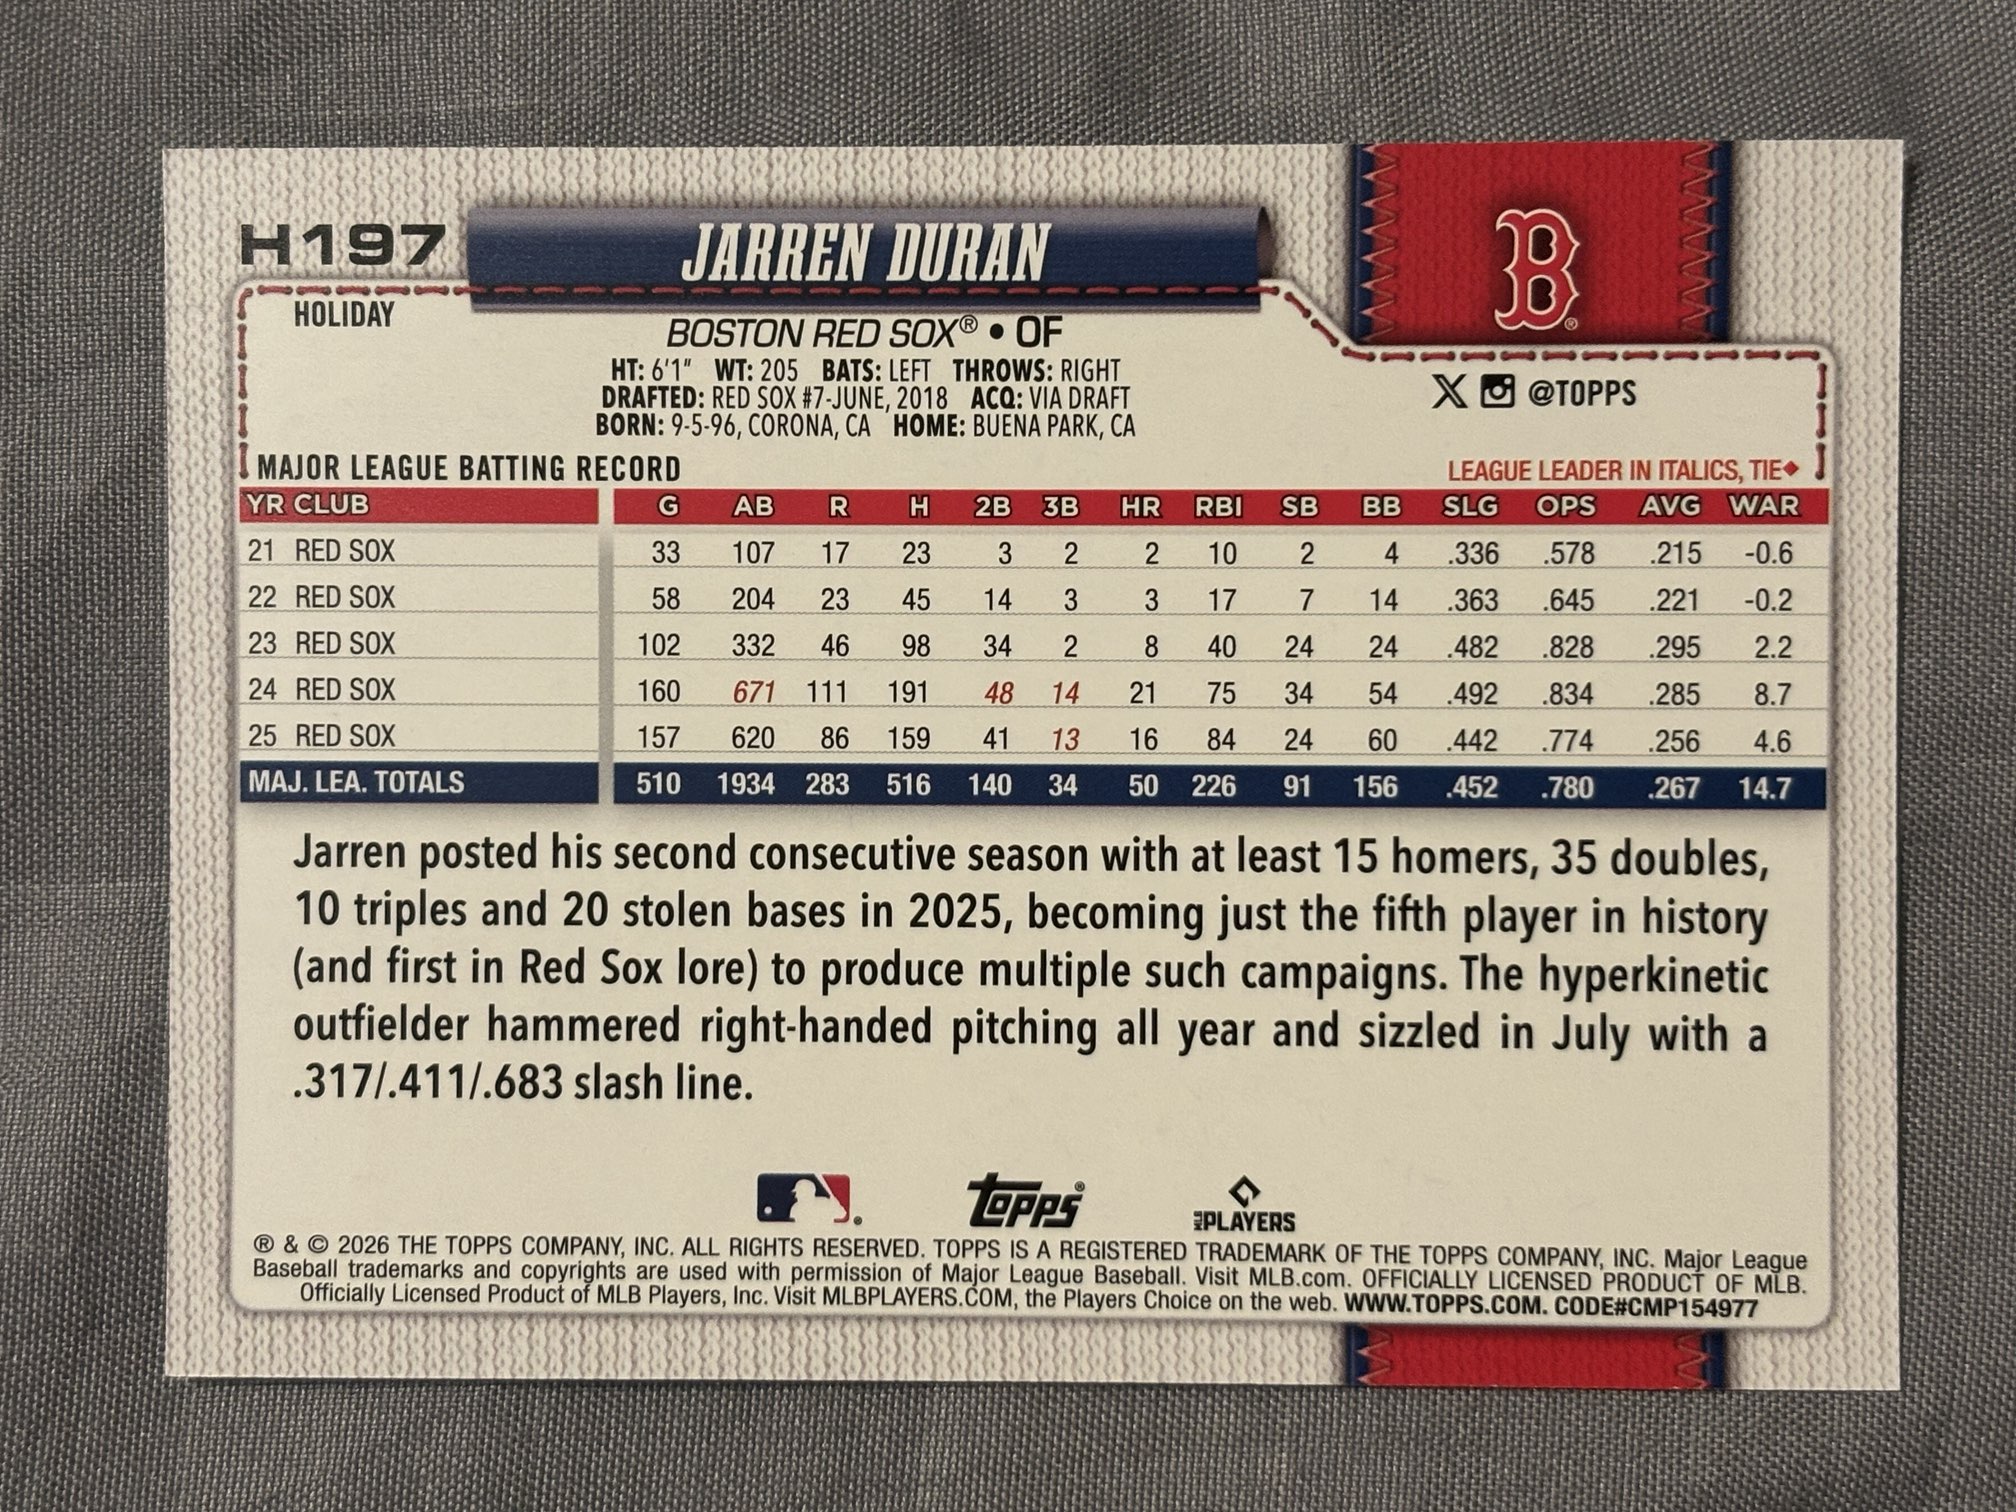 H197
JARREN DURAN
B®
HOLIDAY
BOSTON RED SOX® • OF
HT: 6'1" WT: 205 BATS: LEFT THROWS: RIGHT
DRAFTED: RED SOX #7-JUNE, 2018 ACQ: VIA DRAFT
BORN: 9-5-96, CORONA, CA HOME: BUENA PARK, CA
@TOPPS
MAJOR LEAGUE BATTING RECORD LEAGUE LEADER IN ITALICS, TIE◆
YR CLUB G AB R H 2B 3B HR RBI SB BB SLG OPS AVG WAR
21 RED SOX 33 107 17 23 3 2 2 10 2 4 .336 .578 .215 -0.6
22 RED SOX 58 204 23 45 14 3 3 17 7 14 .363 .645 .221 -0.2
23 RED SOX 102 332 46 98 34 2 8 40 24 24 .482 .828 .295 2.2
24 RED SOX 160 671 111 191 48 14 21 75 34 54 .492 .834 .285 8.7
25 RED SOX 157 620 86 159 41 13 16 84 24 60 .442 .774 .256 4.6
MAJ. LEA. TOTALS 510 1934 283 516 140 34 50 226 91 156 .452 .780 .267 14.7
Jarren posted his second consecutive season with at least 15 homers, 35 doubles,
10 triples and 20 stolen bases in 2025, becoming just the fifth player in history
(and first in Red Sox lore) to produce multiple such campaigns. The hyperkinetic
outfielder hammered right-handed pitching all year and sizzled in July with a
.317/.411/.683 slash line.
Topps® MLB PLAYERS
® & © 2026 THE TOPPS COMPANY, INC. ALL RIGHTS RESERVED. TOPPS IS A REGISTERED TRADEMARK OF THE TOPPS COMPANY, INC. Major League
Baseball trademarks and copyrights are used with permission of Major League Baseball. Visit MLB.com. OFFICIALLY LICENSED PRODUCT OF MLB.
Officially Licensed Product of MLB Players, Inc. Visit MLBPLAYERS.COM, the Players Choice on the web. WWW.TOPPS.COM. CODE#CMP154977